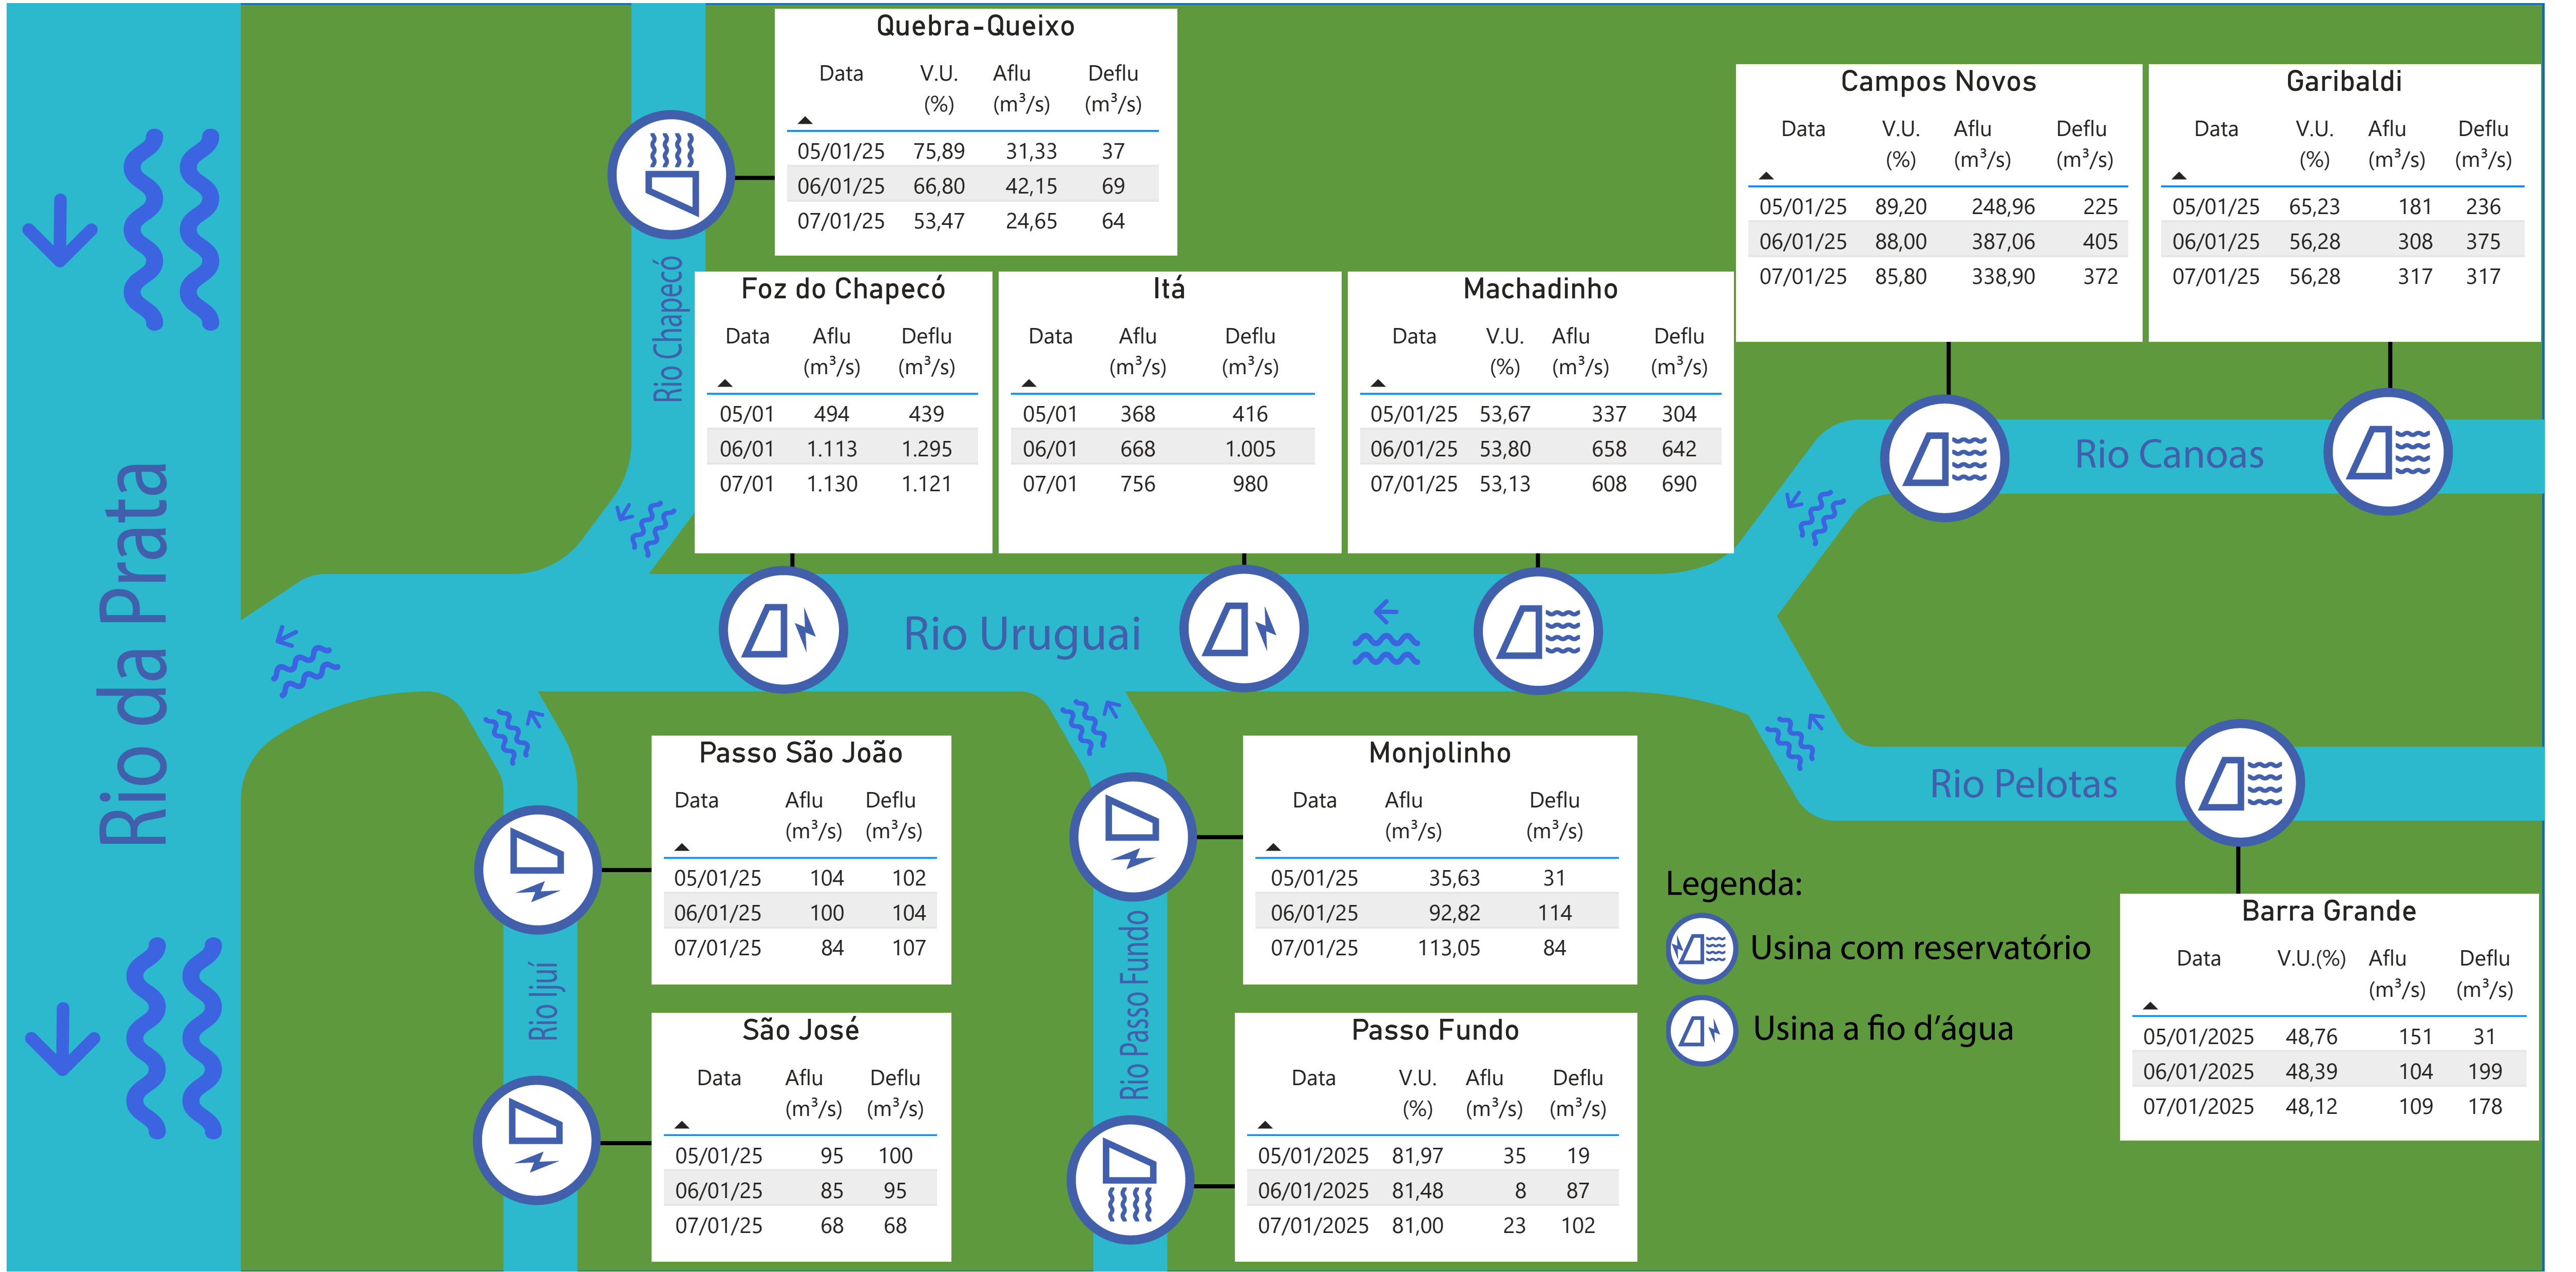 Rio da Prata
Quebra-Queixo
Data V.U. (%) Aflu (m³/s) Deflu (m³/s)
05/01/25 75,89 31,33 37
06/01/25 66,80 42,15 69
07/01/25 53,47 24,65 64
Rio Chapecó
Campos Novos
Data V.U. (%) Aflu (m³/s) Deflu (m³/s)
05/01/25 89,20 248,96 225
06/01/25 88,00 387,06 405
07/01/25 85,80 338,90 372
Garibaldi
Data V.U. (%) Aflu (m³/s) Deflu (m³/s)
05/01/25 65,23 181 236
06/01/25 56,28 308 375
07/01/25 56,28 317 317
Foz do Chapecó
Data Aflu (m³/s) Deflu (m³/s)
05/01 494 439
06/01 1.113 1.295
07/01 1.130 1.121
Itá
Data Aflu (m³/s) Deflu (m³/s)
05/01 368 416
06/01 668 1.005
07/01 756 980
Machadinho
Data V.U. (%) Aflu (m³/s) Deflu (m³/s)
05/01/25 53,67 337 304
06/01/25 53,80 658 642
07/01/25 53,13 608 690
Rio Canoas
Rio Uruguai
Rio Pelotas
Passo São João
Data Aflu (m³/s) Deflu (m³/s)
05/01/25 104 102
06/01/25 100 104
07/01/25 84 107
Rio Ijuí
São José
Data Aflu (m³/s) Deflu (m³/s)
05/01/25 95 100
06/01/25 85 95
07/01/25 68 68
Monjolinho
Data Aflu (m³/s) Deflu (m³/s)
05/01/25 35,63 31
06/01/25 92,82 114
07/01/25 113,05 84
Rio Passo Fundo
Passo Fundo
Data V.U. (%) Aflu (m³/s) Deflu (m³/s)
05/01/2025 81,97 35 19
06/01/2025 81,48 8 87
07/01/2025 81,00 23 102
Legenda:
Usina com reservatório
Usina a fio d’água
Barra Grande
Data V.U.(%) Aflu (m³/s) Deflu (m³/s)
05/01/2025 48,76 151 31
06/01/2025 48,39 104 199
07/01/2025 48,12 109 178